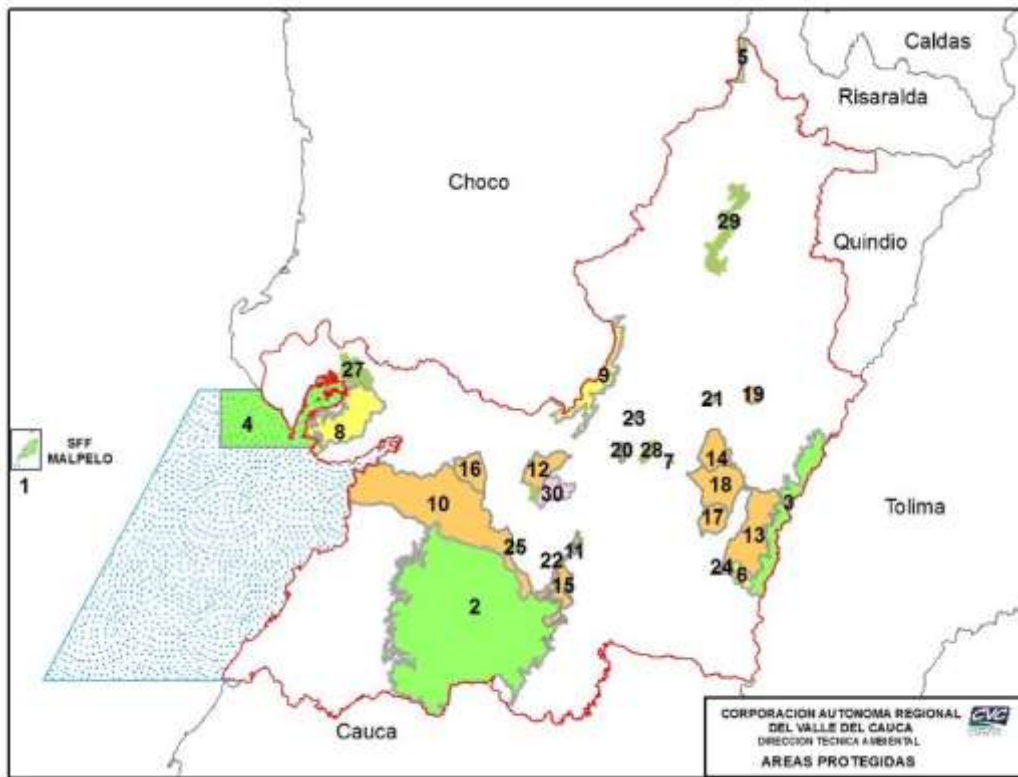 Caldas
5
Risaralda
Choco
29
Quindio
27
9
4
8
21
19
23
SFF
MALPELO
1
20
28
7
14
16
12
18
30
10
3
17
13
Tolima
25
22
11
24
6
15
2
Cauca
CORPORACION AUTONOMA REGIONAL
DEL VALLE DEL CAUCA
DIRECCION TECNICA AMBIENTAL
AREAS PROTEGIDAS
CVC